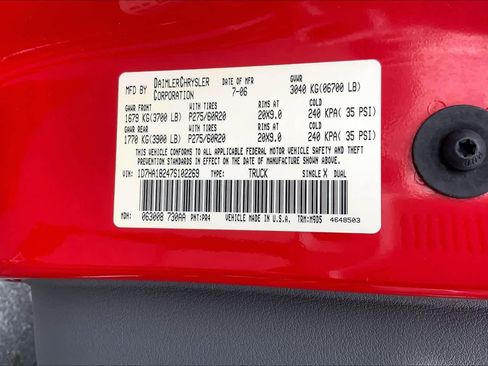 MFD BY DAIMLERCHRYSLER CORPORATION DATE OF MFR 7-06 GVWR 3040 KG(06700 LB)
GAWR FRONT WITH TIRES RIMS AT COLD
1679 KG(3700 LB) P275/60R20 20X9.0 240 KPA( 35 PSI)
GAWR REAR WITH TIRES RIMS AT COLD
1770 KG(3900 LB) P275/60R20 20X9.0 240 KPA( 35 PSI)
THIS VEHICLE CONFORMS TO ALL APPLICABLE FEDERAL MOTOR VEHICLE SAFETY AND THEFT
PREVENTION STANDARDS IN EFFECT ON THE DATE OF MANUFACTURE SHOWN ABOVE.
VIN: 1D7HA18247S102269 TYPE: TRUCK SINGLE X DUAL
MDH: 063008 730AA PNT:PR4 VEHICLE MADE IN U.S.A. TRM:M9DS 4648503